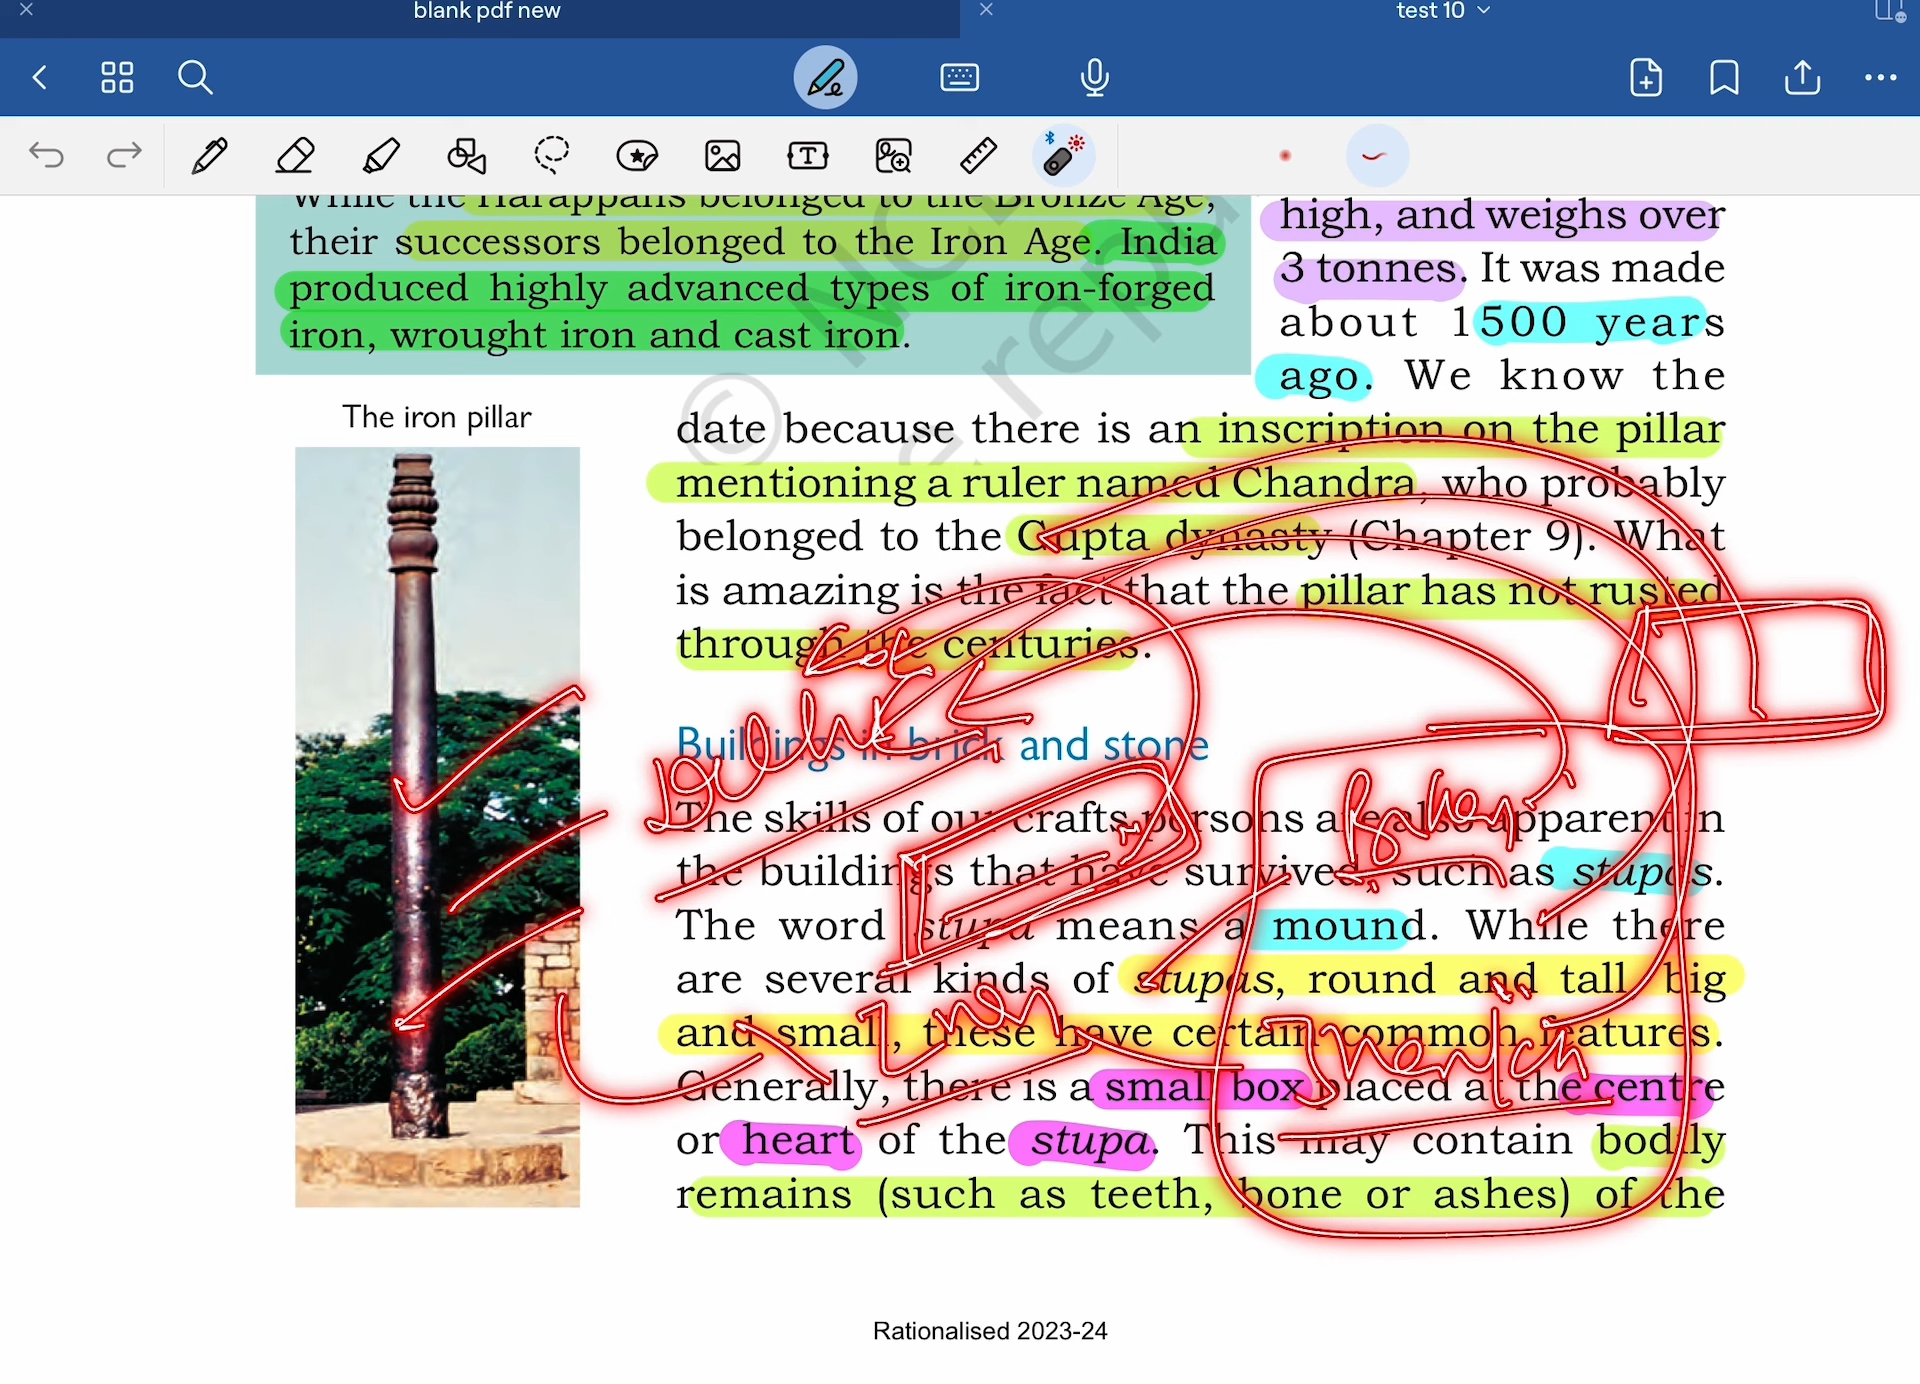 blank pdf new
test 10
While the Harappans belonged to the Bronze Age,
their successors belonged to the Iron Age. India
produced highly advanced types of iron-forged
iron, wrought iron and cast iron.
high, and weighs over
3 tonnes. It was made
about 1500 years
ago. We know the
The iron pillar
date because there is an inscription on the pillar
mentioning a ruler named Chandra, who probably
belonged to the Gupta dynasty (Chapter 9). What
is amazing is the fact that the pillar has not rusted
through the centuries.
Buildings in brick and stone
The skills of our crafts persons are also apparent in
the buildings that have survived, such as stupas.
The word stupa means a mound. While there
are several kinds of stupas, round and tall, big
and small, these have certain common features.
Generally, there is a small box placed at the centre
or heart of the stupa. This may contain bodily
remains (such as teeth, bone or ashes) of the
Rationalised 2023-24